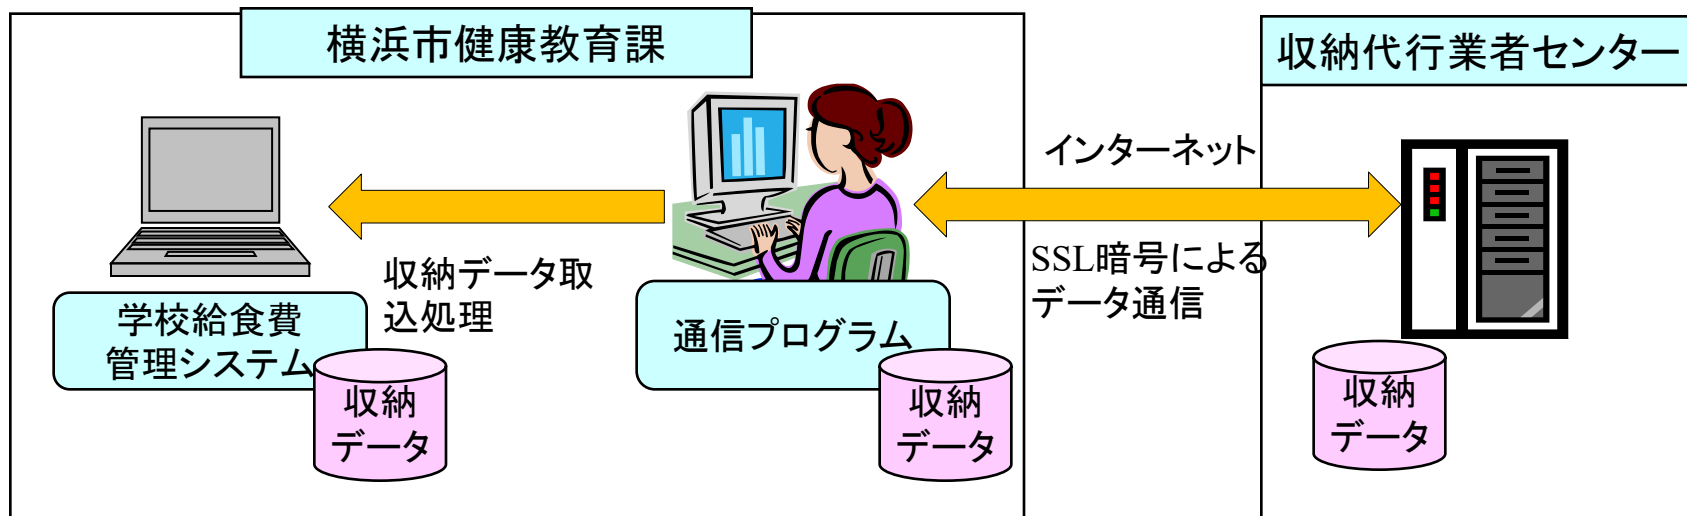 横浜市健康教育課
収納代行業者センター
インターネット
SSL暗号による
データ通信
収納データ取
込処理
学校給食費
管理システム
通信プログラム
収納
データ
収納
データ
収納
データ